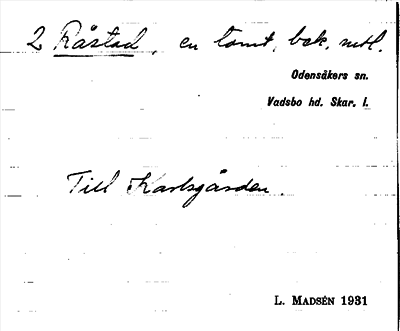 2 Råstad, en tomt, bek. mtl.
Odensåkers sn.
Vadsbo hd. Skar. l.
Till Karlsgården.
L. MADSÉN 1931